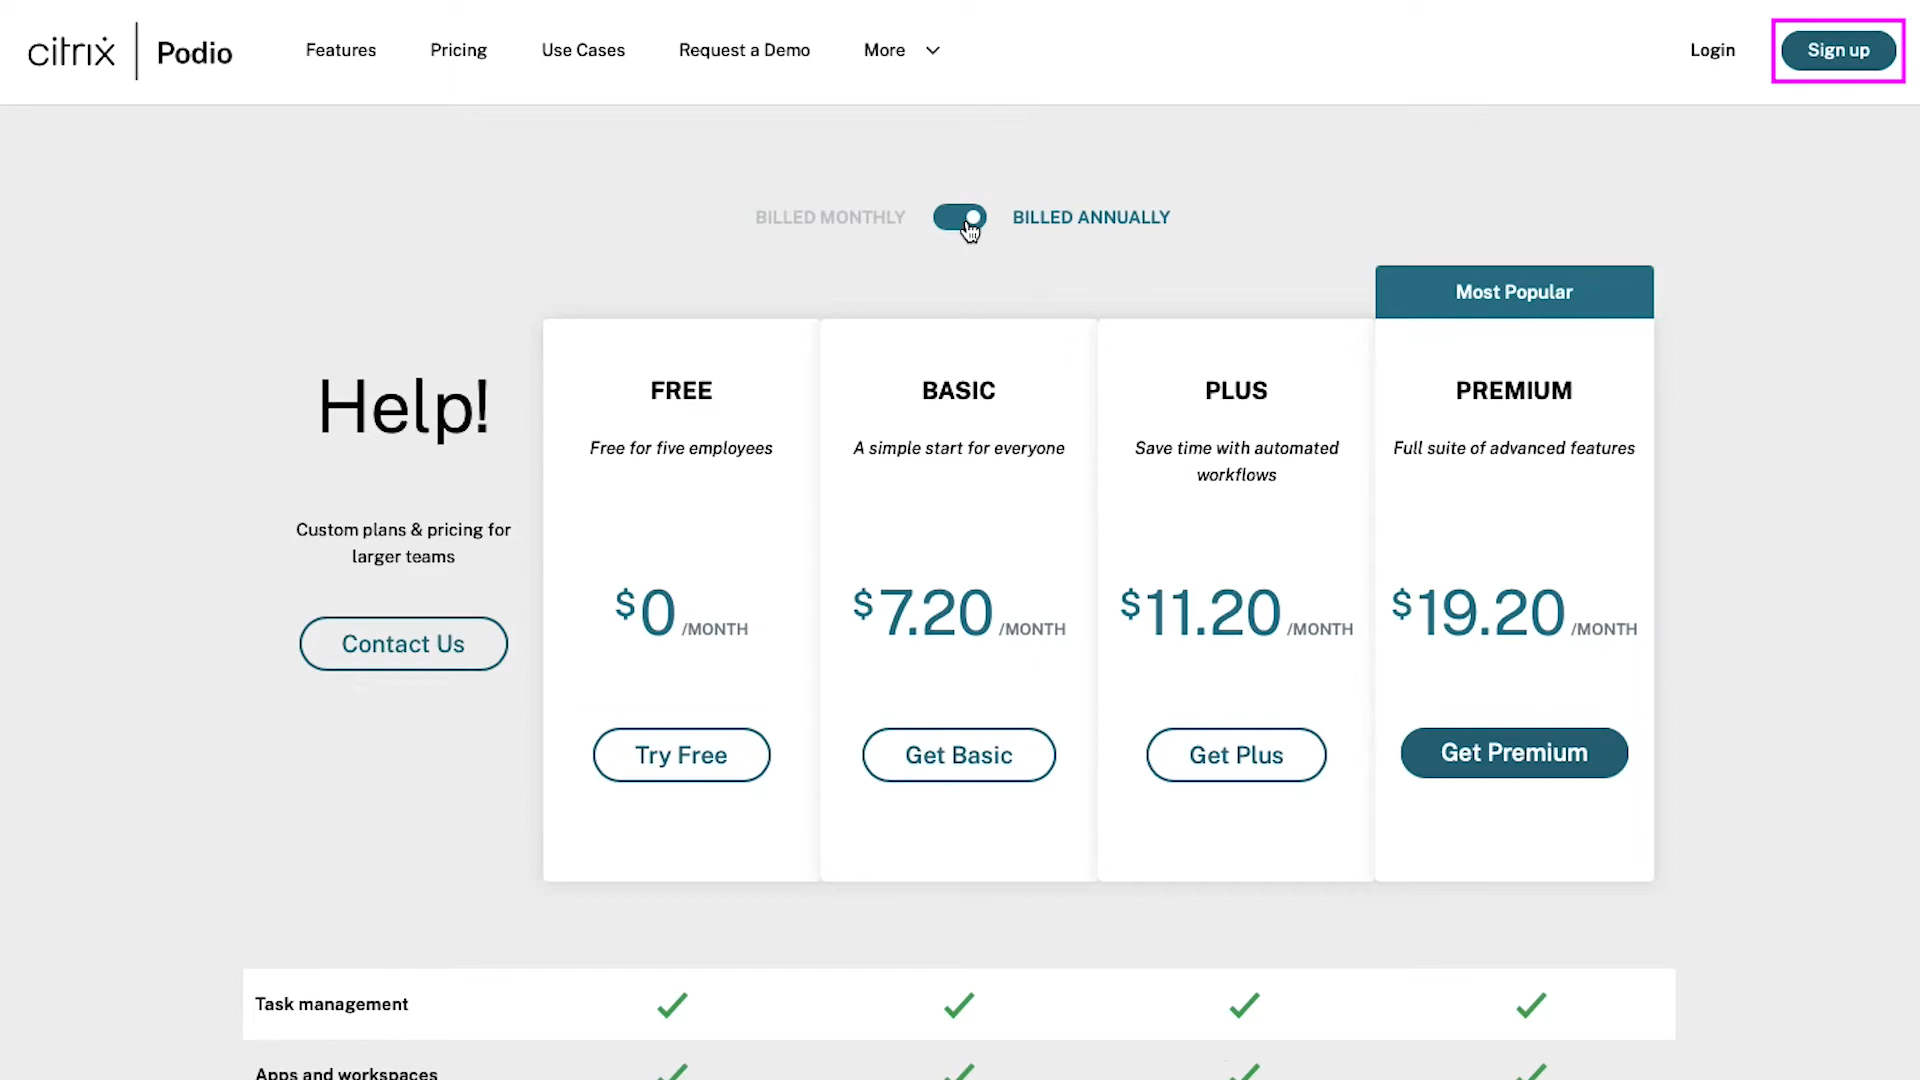 citrix Podio Features Pricing Use Cases Request a Demo More Login Sign up
BILLED MONTHLY BILLED ANNUALLY
Most Popular
Help!
Custom plans & pricing for
larger teams
Contact Us
FREE
Free for five employees
$0 /MONTH
Try Free
BASIC
A simple start for everyone
$7.20 /MONTH
Get Basic
PLUS
Save time with automated
workflows
$11.20 /MONTH
Get Plus
PREMIUM
Full suite of advanced features
$19.20 /MONTH
Get Premium
Task management
Apps and workspaces